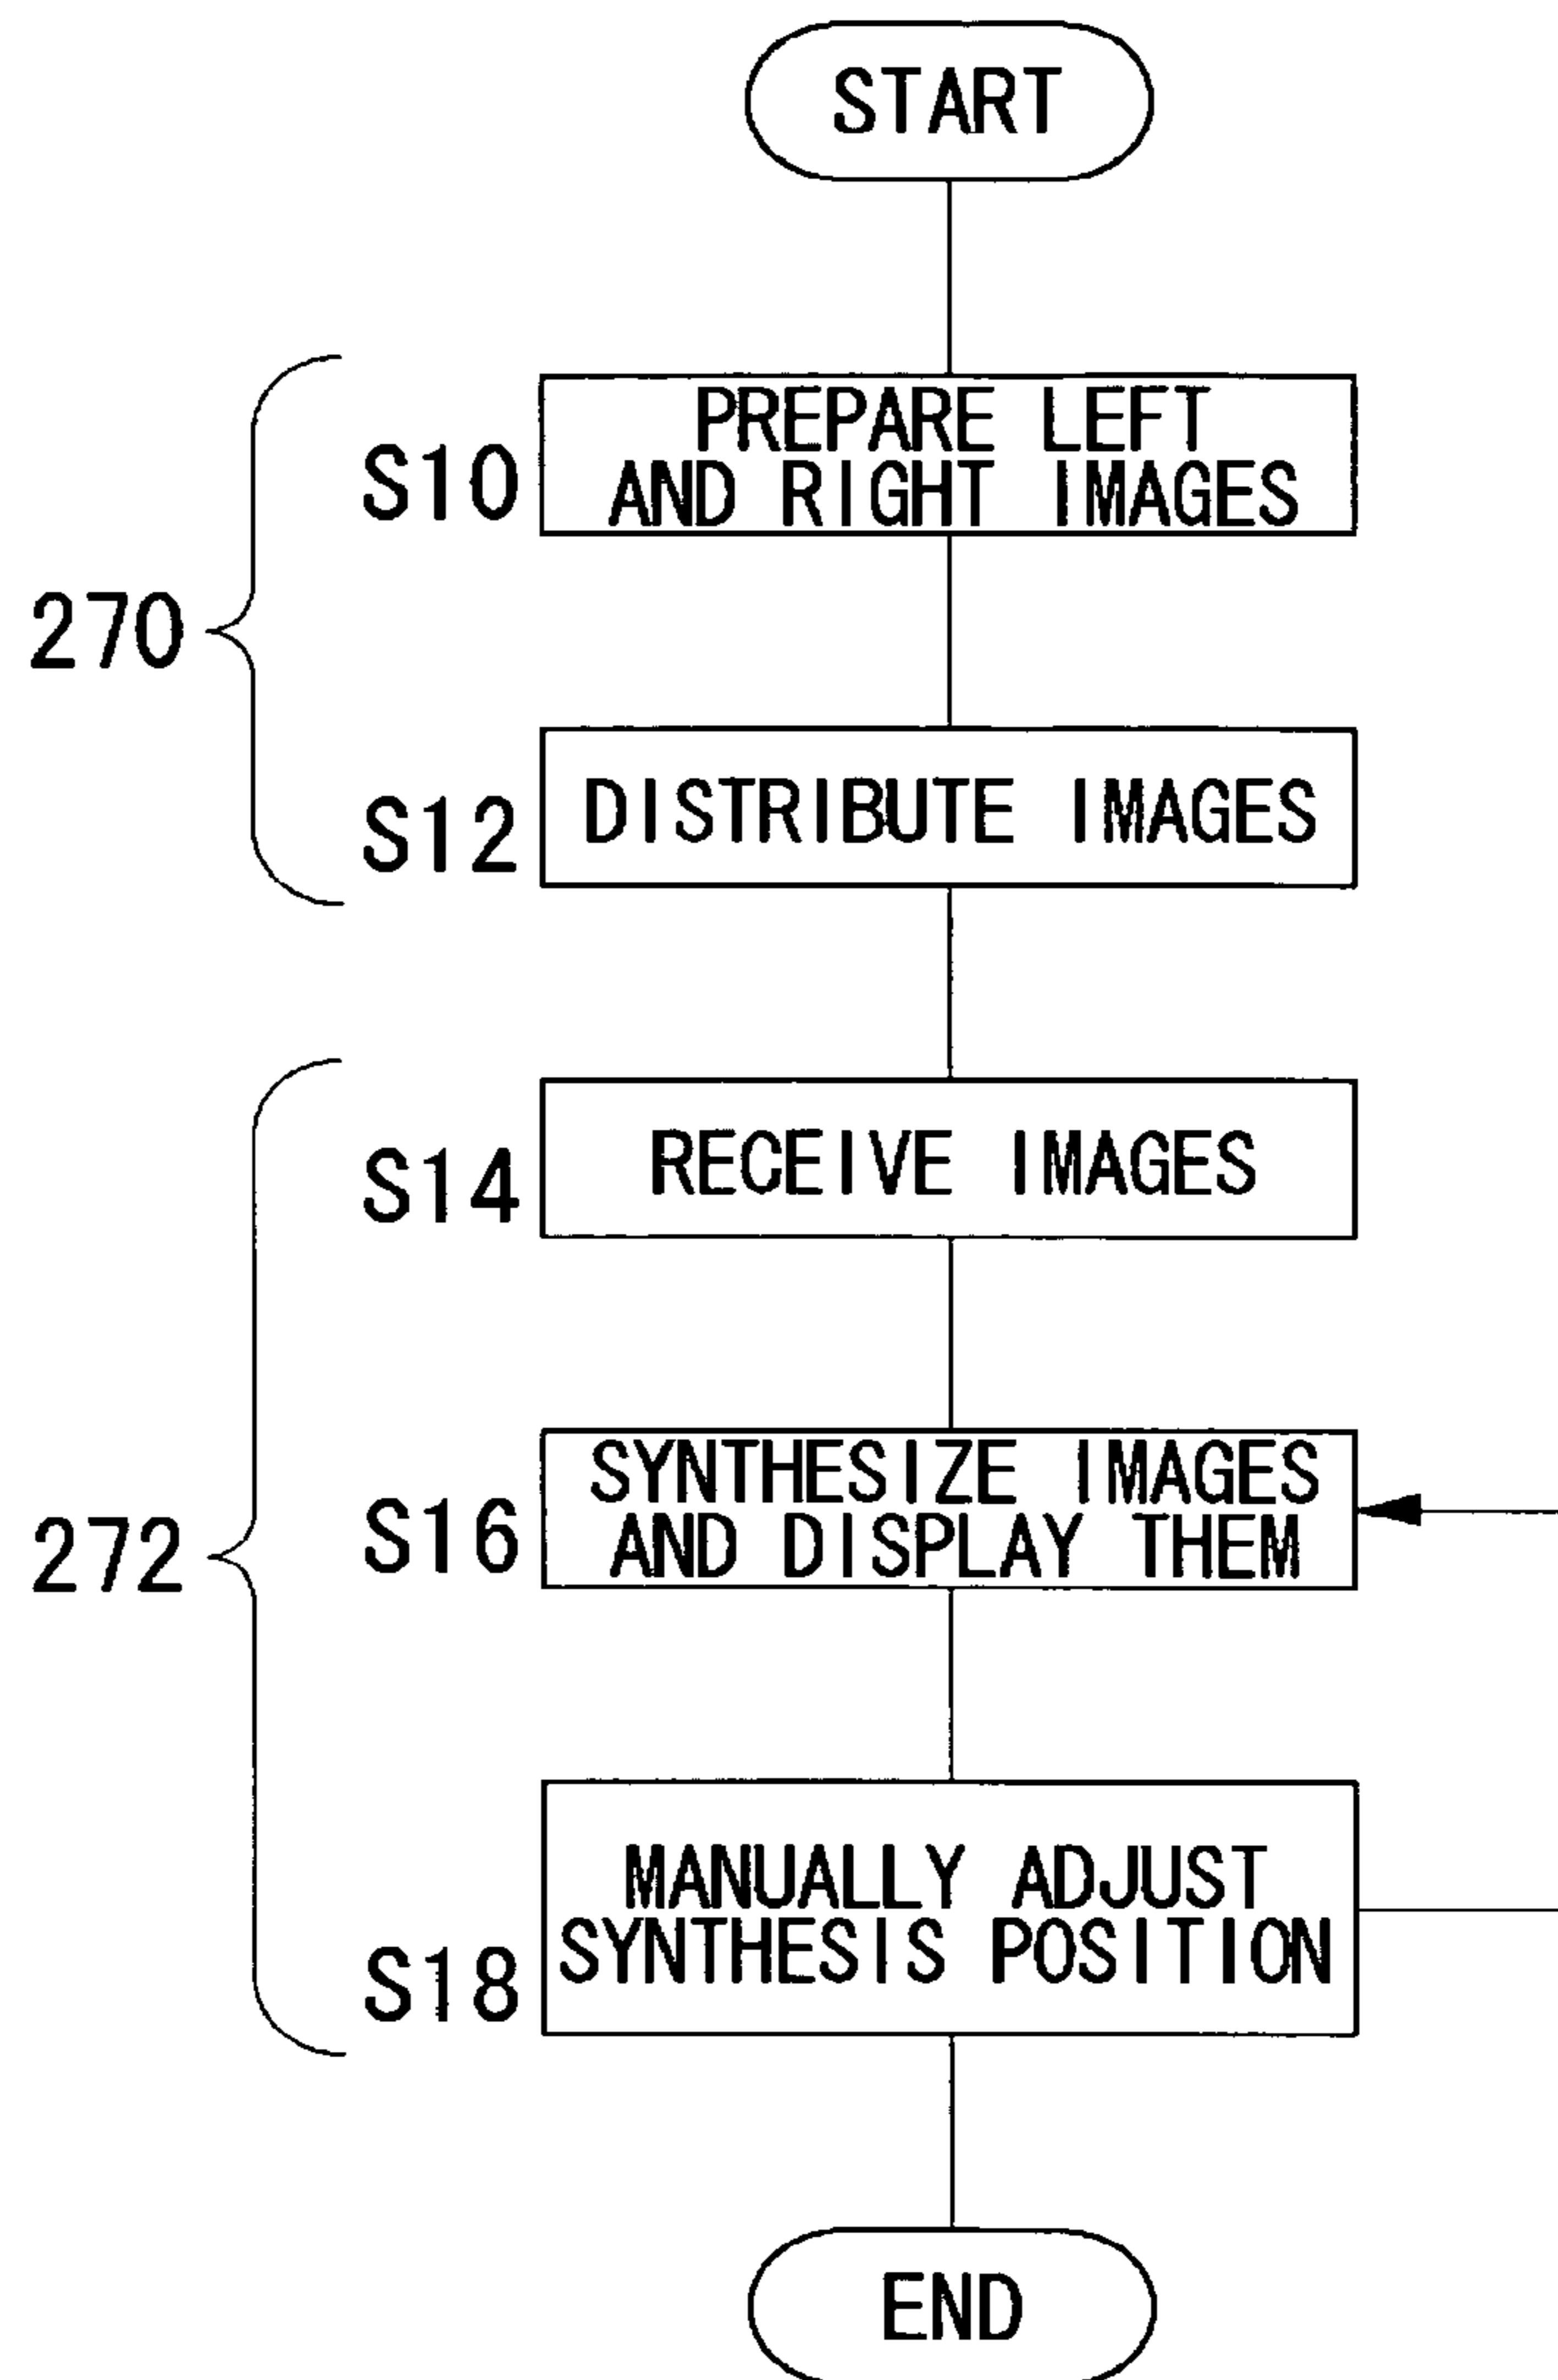 START
S10
PREPARE LEFT
AND RIGHT IMAGES
270
S12
DISTRIBUTE IMAGES
S14
RECEIVE IMAGES
S16
SYNTHESIZE IMAGES
AND DISPLAY THEM
272
S18
MANUALLY ADJUST
SYNTHESIS POSITION
END